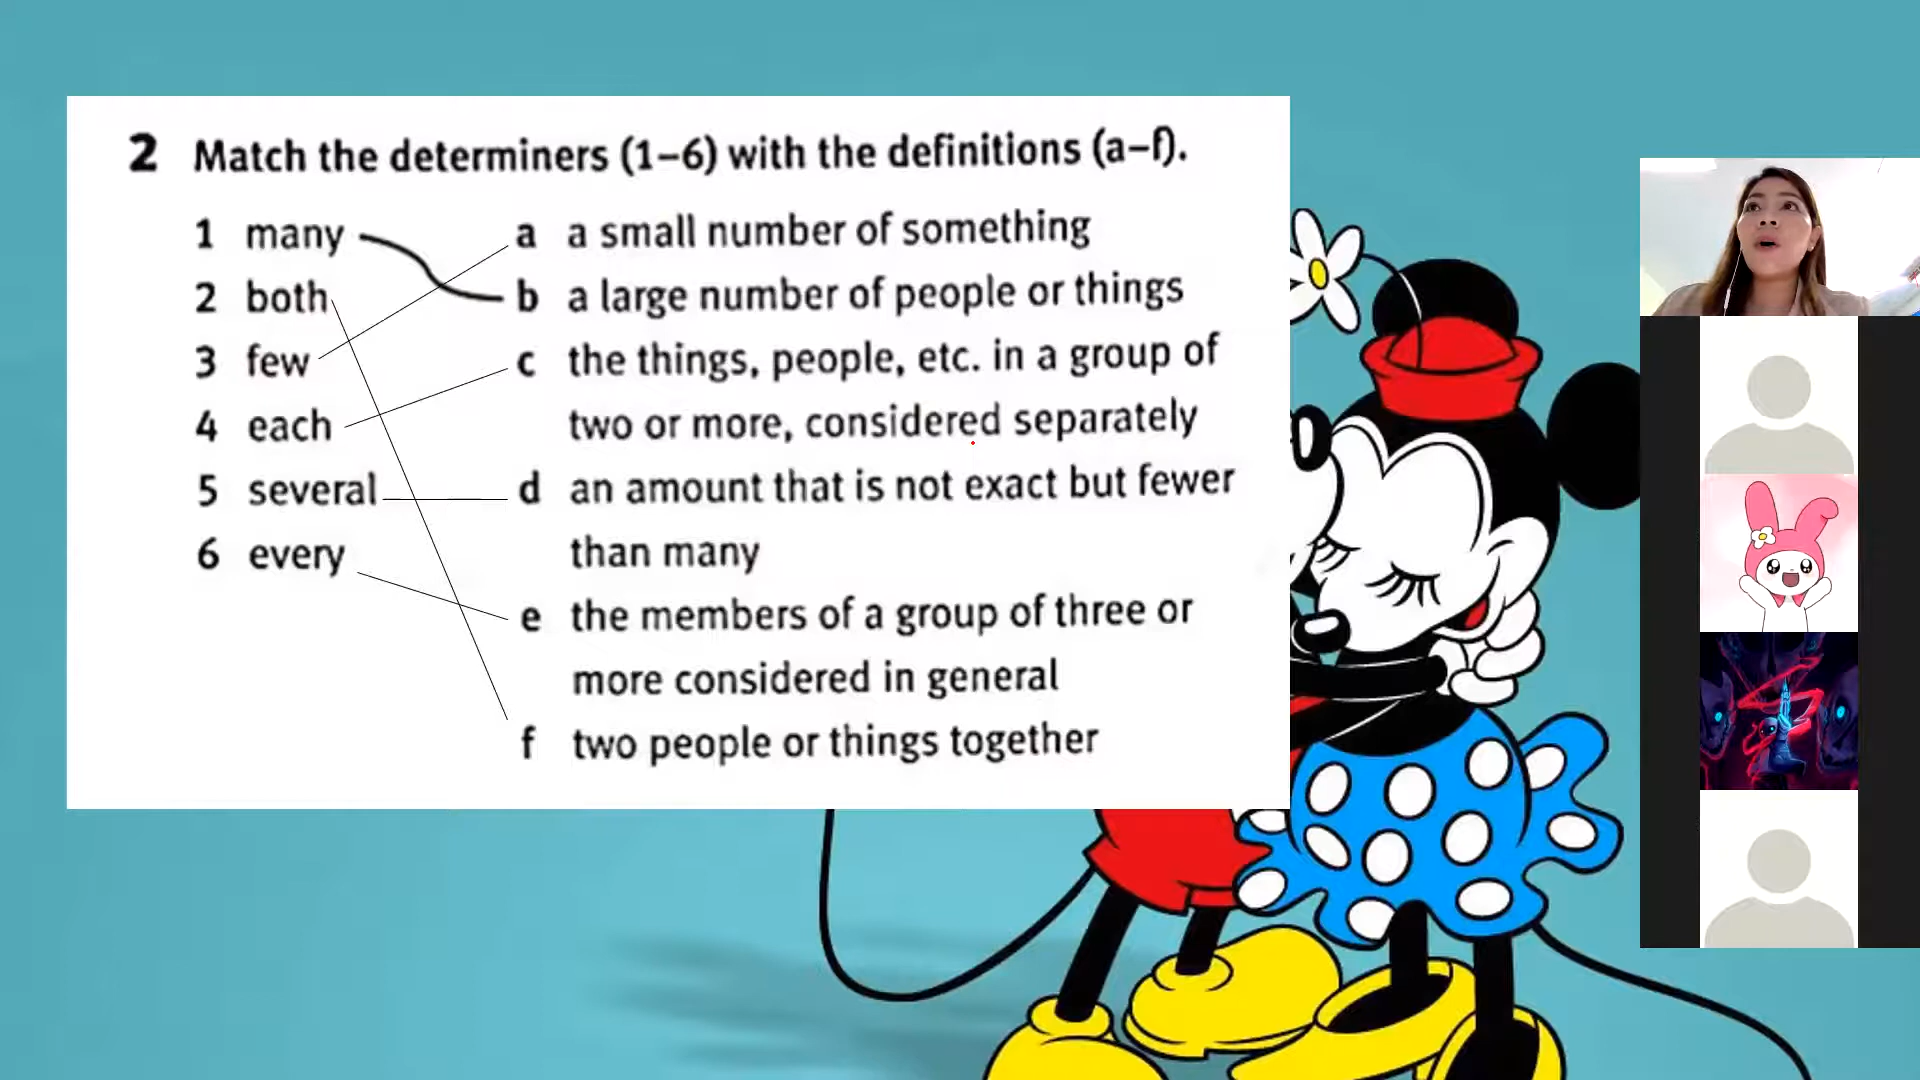 2 Match the determiners (1–6) with the definitions (a–f).
1 many
2 both
3 few
4 each
5 several
6 every
a a small number of something
b a large number of people or things
c the things, people, etc. in a group of
two or more, considered separately
d an amount that is not exact but fewer
than many
e the members of a group of three or
more considered in general
f two people or things together